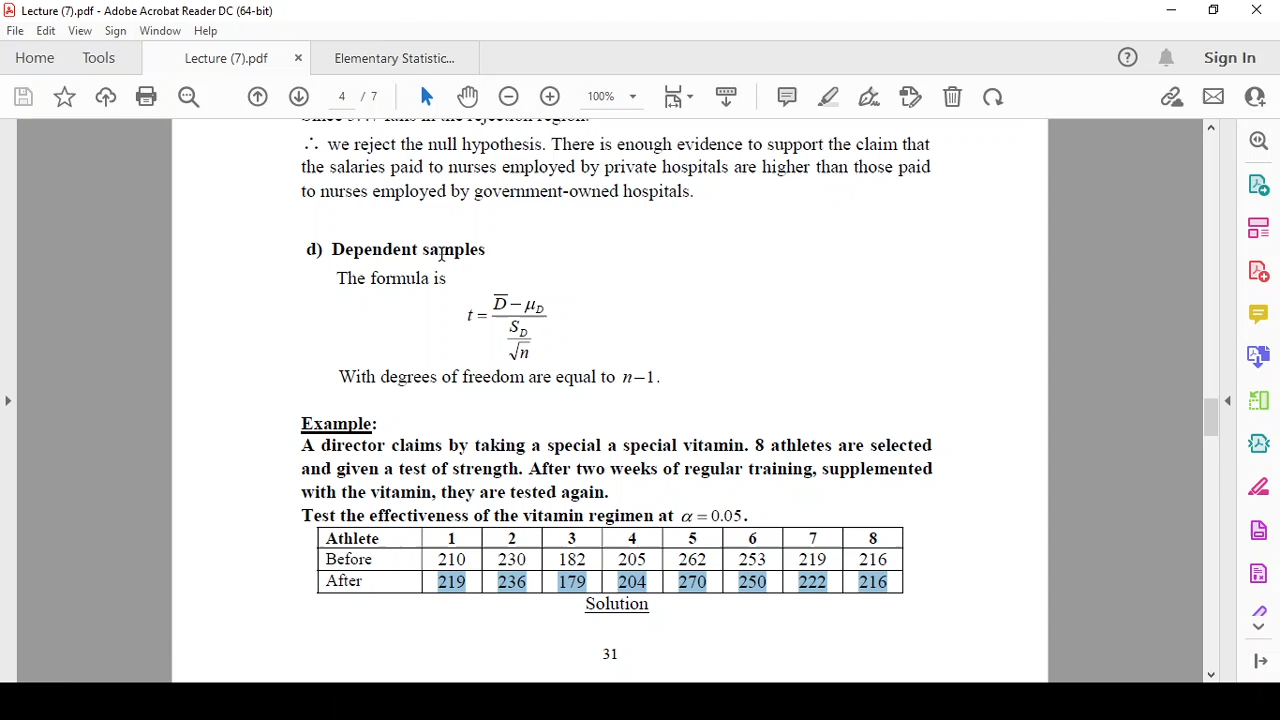 Lecture (7).pdf - Adobe Acrobat Reader DC (64-bit)
File Edit View Sign Window Help
Home Tools Lecture (7).pdf × Elementary Statistic... Sign In
4 / 7 100%
∴ we reject the null hypothesis. There is enough evidence to support the claim that
the salaries paid to nurses employed by private hospitals are higher than those paid
to nurses employed by government-owned hospitals.
d) Dependent samples
The formula is
t = (D̄ − μ_D) / (S_D / √n)
With degrees of freedom are equal to n−1.
Example:
A director claims by taking a special a special vitamin. 8 athletes are selected
and given a test of strength. After two weeks of regular training, supplemented
with the vitamin, they are tested again.
Test the effectiveness of the vitamin regimen at α = 0.05.
Athlete 1 2 3 4 5 6 7 8
Before 210 230 182 205 262 253 219 216
After 219 236 179 204 270 250 222 216
Solution
31